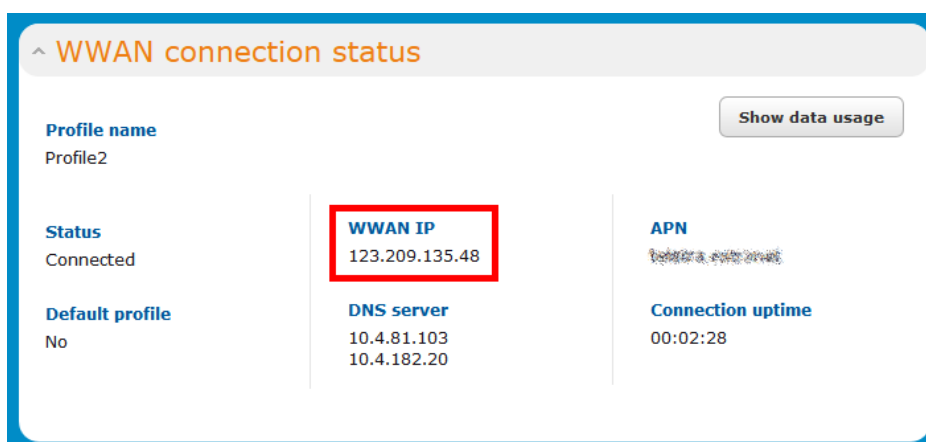 WWAN connection status
Show data usage
Profile name
Profile2
Status
Connected
WWAN IP
123.209.135.48
APN
Default profile
No
DNS server
10.4.81.103
10.4.182.20
Connection uptime
00:02:28